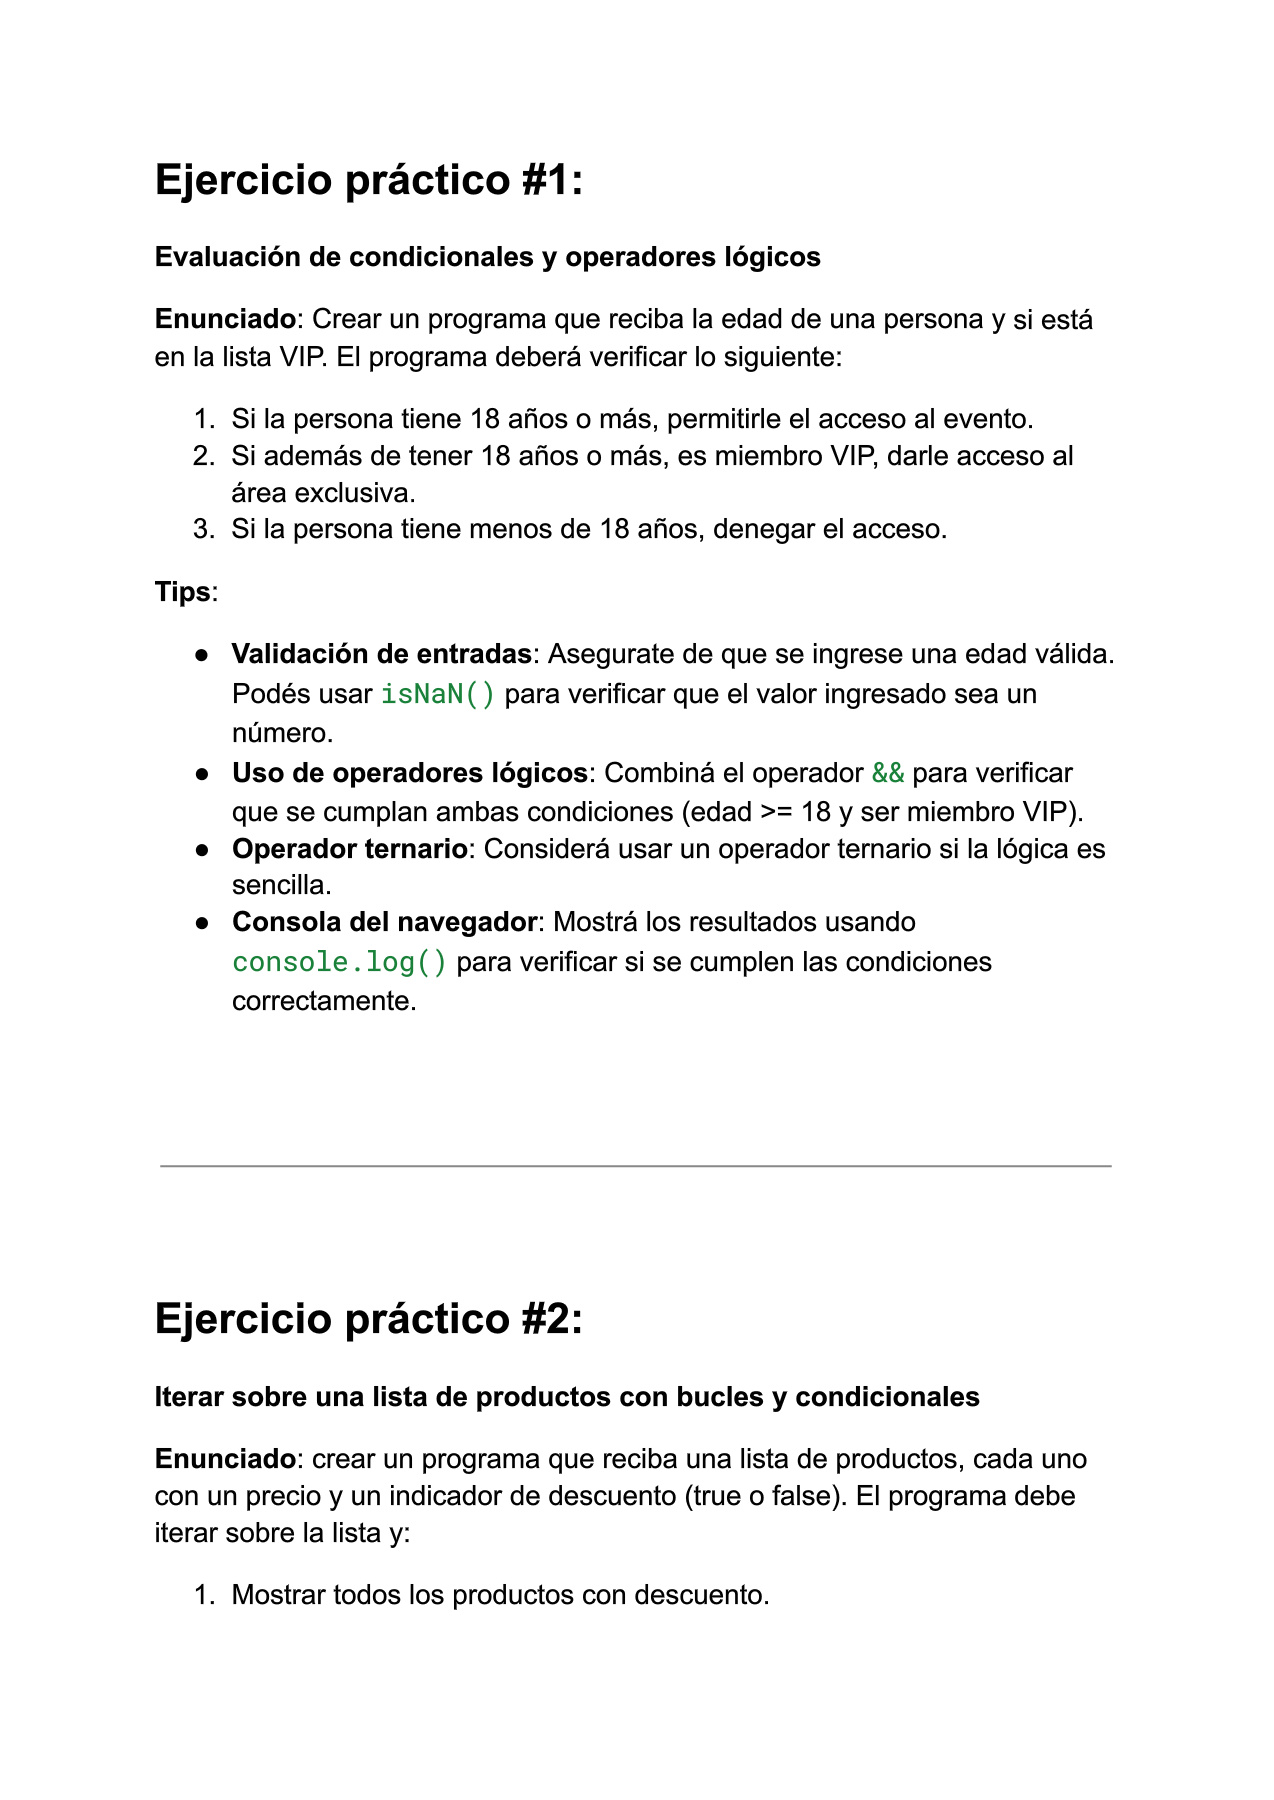 Ejercicio práctico #1:
Evaluación de condicionales y operadores lógicos
Enunciado: Crear un programa que reciba la edad de una persona y si está
en la lista VIP. El programa deberá verificar lo siguiente:
1. Si la persona tiene 18 años o más, permitirle el acceso al evento.
2. Si además de tener 18 años o más, es miembro VIP, darle acceso al
área exclusiva.
3. Si la persona tiene menos de 18 años, denegar el acceso.
Tips:
● Validación de entradas: Asegurate de que se ingrese una edad válida.
Podés usar isNaN() para verificar que el valor ingresado sea un
número.
● Uso de operadores lógicos: Combiná el operador && para verificar
que se cumplan ambas condiciones (edad >= 18 y ser miembro VIP).
● Operador ternario: Considerá usar un operador ternario si la lógica es
sencilla.
● Consola del navegador: Mostrá los resultados usando
console.log() para verificar si se cumplen las condiciones
correctamente.
Ejercicio práctico #2:
Iterar sobre una lista de productos con bucles y condicionales
Enunciado: crear un programa que reciba una lista de productos, cada uno
con un precio y un indicador de descuento (true o false). El programa debe
iterar sobre la lista y:
1. Mostrar todos los productos con descuento.